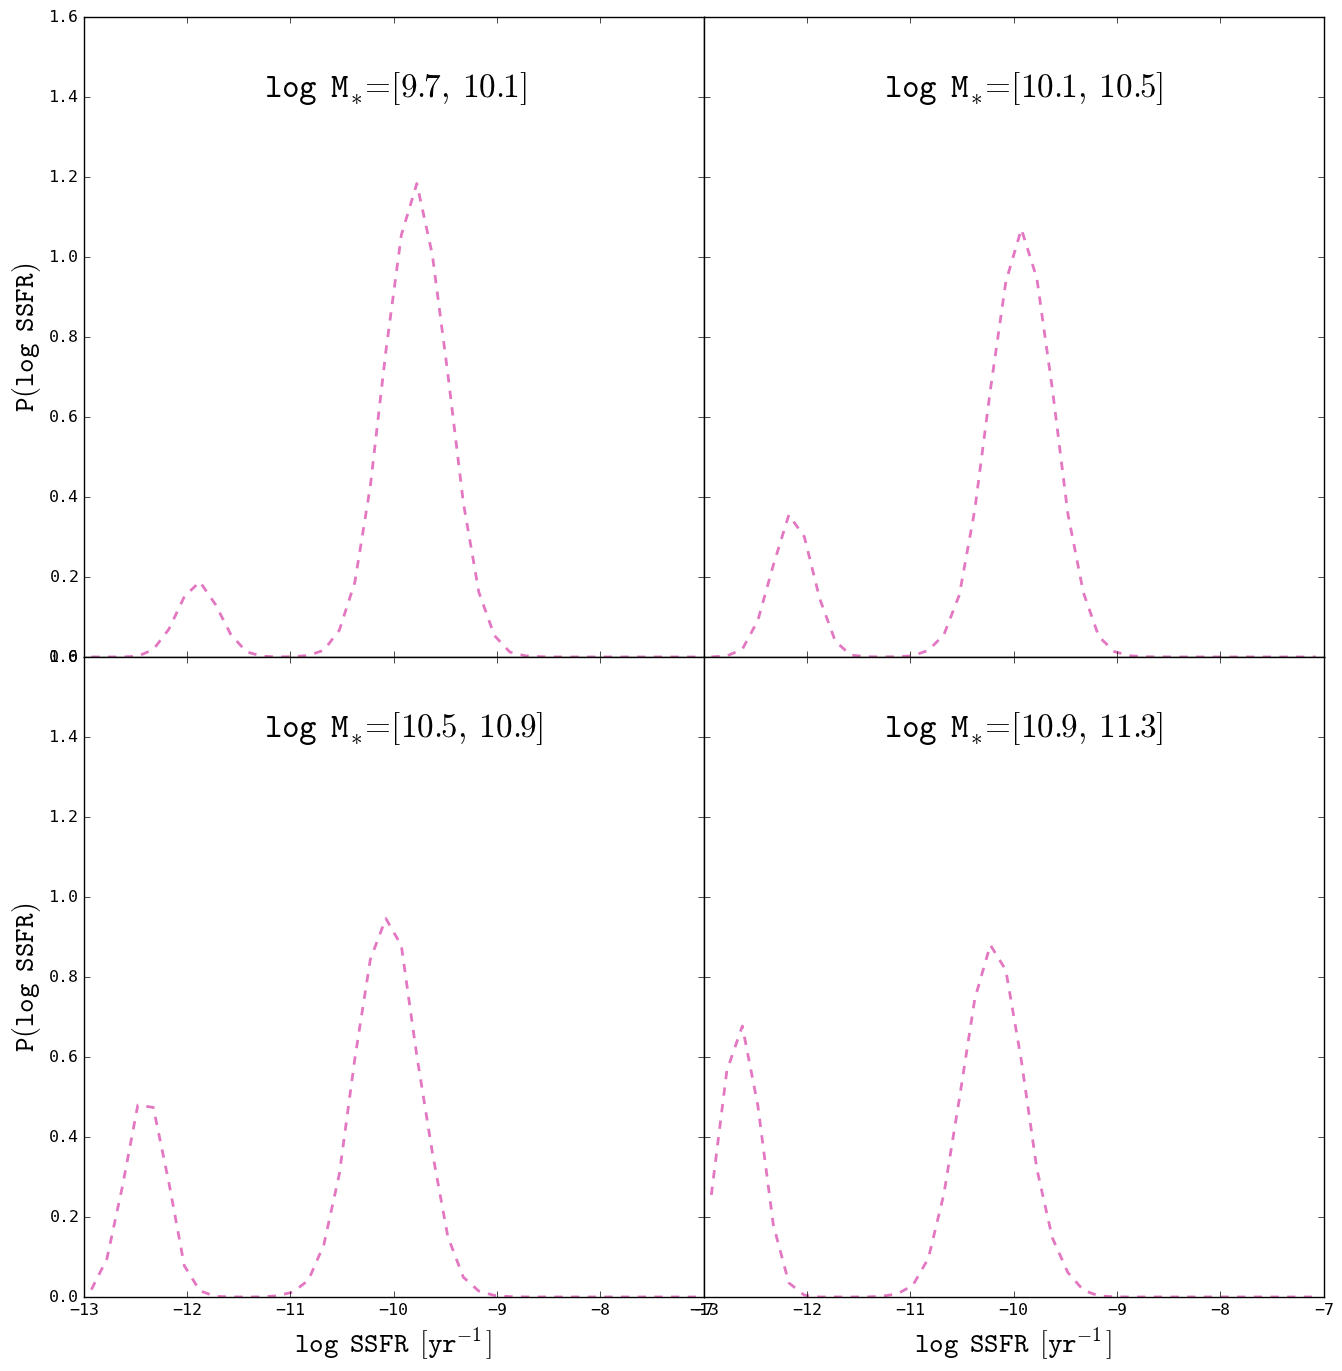 1.6
log M*=[9.7, 10.1]
log M*=[10.1, 10.5]
1.4
1.2
1.0
P(log SSFR)
0.8
0.6
0.4
0.2
log M*=[10.5, 10.9]
log M*=[10.9, 11.3]
1.4
1.2
1.0
P(log SSFR)
0.8
0.6
0.4
0.2
0.0
−13 −12 −11 −10 −9 −8
−12 −11 −10 −9 −8 −7
log SSFR [yr⁻¹]
log SSFR [yr⁻¹]